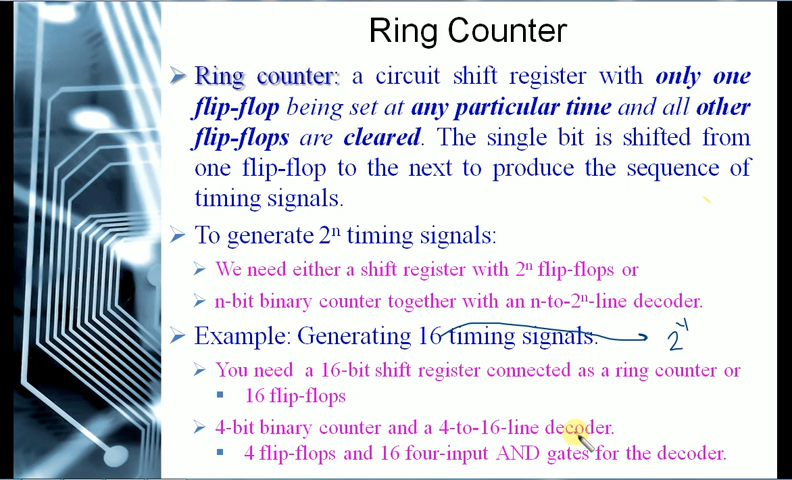 Ring Counter
Ring counter: a circuit shift register with only one
flip-flop being set at any particular time and all other
flip-flops are cleared. The single bit is shifted from
one flip-flop to the next to produce the sequence of
timing signals.
To generate 2ⁿ timing signals:
We need either a shift register with 2ⁿ flip-flops or
n-bit binary counter together with an n-to-2ⁿ-line decoder.
Example: Generating 16 timing signals. 2⁴
You need a 16-bit shift register connected as a ring counter or
16 flip-flops
4-bit binary counter and a 4-to-16-line decoder.
4 flip-flops and 16 four-input AND gates for the decoder.